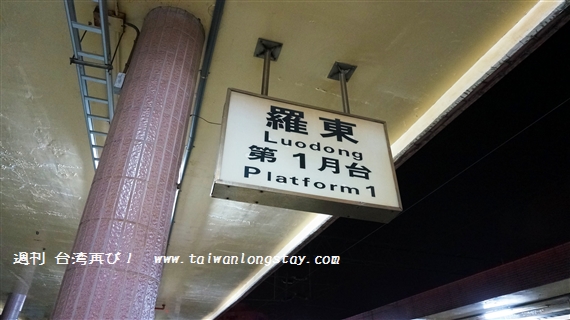 羅東
Luodong
第1月台
Platform 1
週刊 台湾再び! www.taiwanlongstay.com